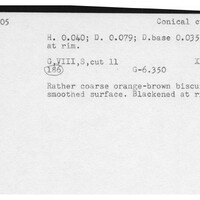 05 Conical c
H. 0.040; D. 0.079; D.base 0.035
at rim.
G,VIII,S,cut 11 X
186 G-6.350
Rather coarse orange-brown biscu
smoothed surface. Blackened at r